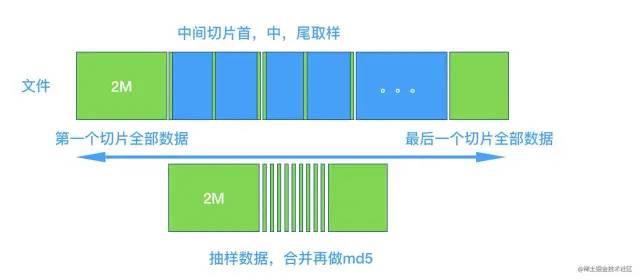 中间切片首，中，尾取样
文件
2M
。。。
第一个切片全部数据
最后一个切片全部数据
2M
抽样数据，合并再做md5
@稀土掘金技术社区